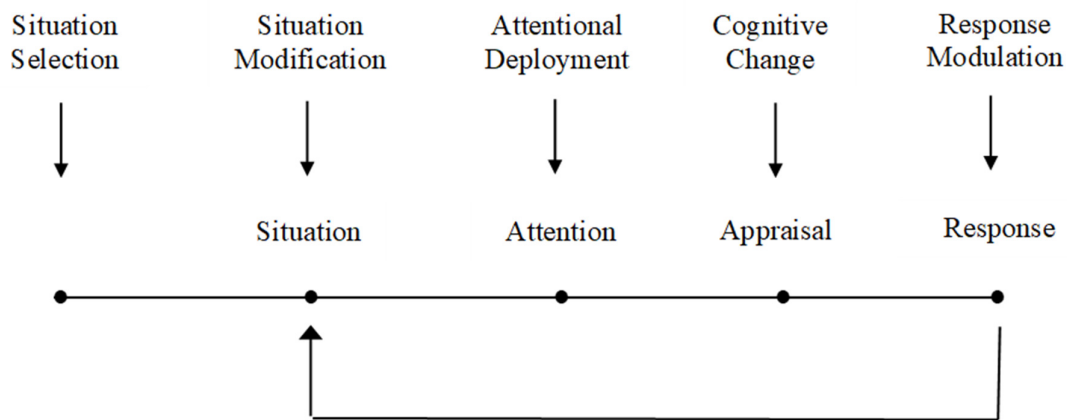 Situation
Selection
Situation
Modification
Attentional
Deployment
Cognitive
Change
Response
Modulation
Situation
Attention
Appraisal
Response